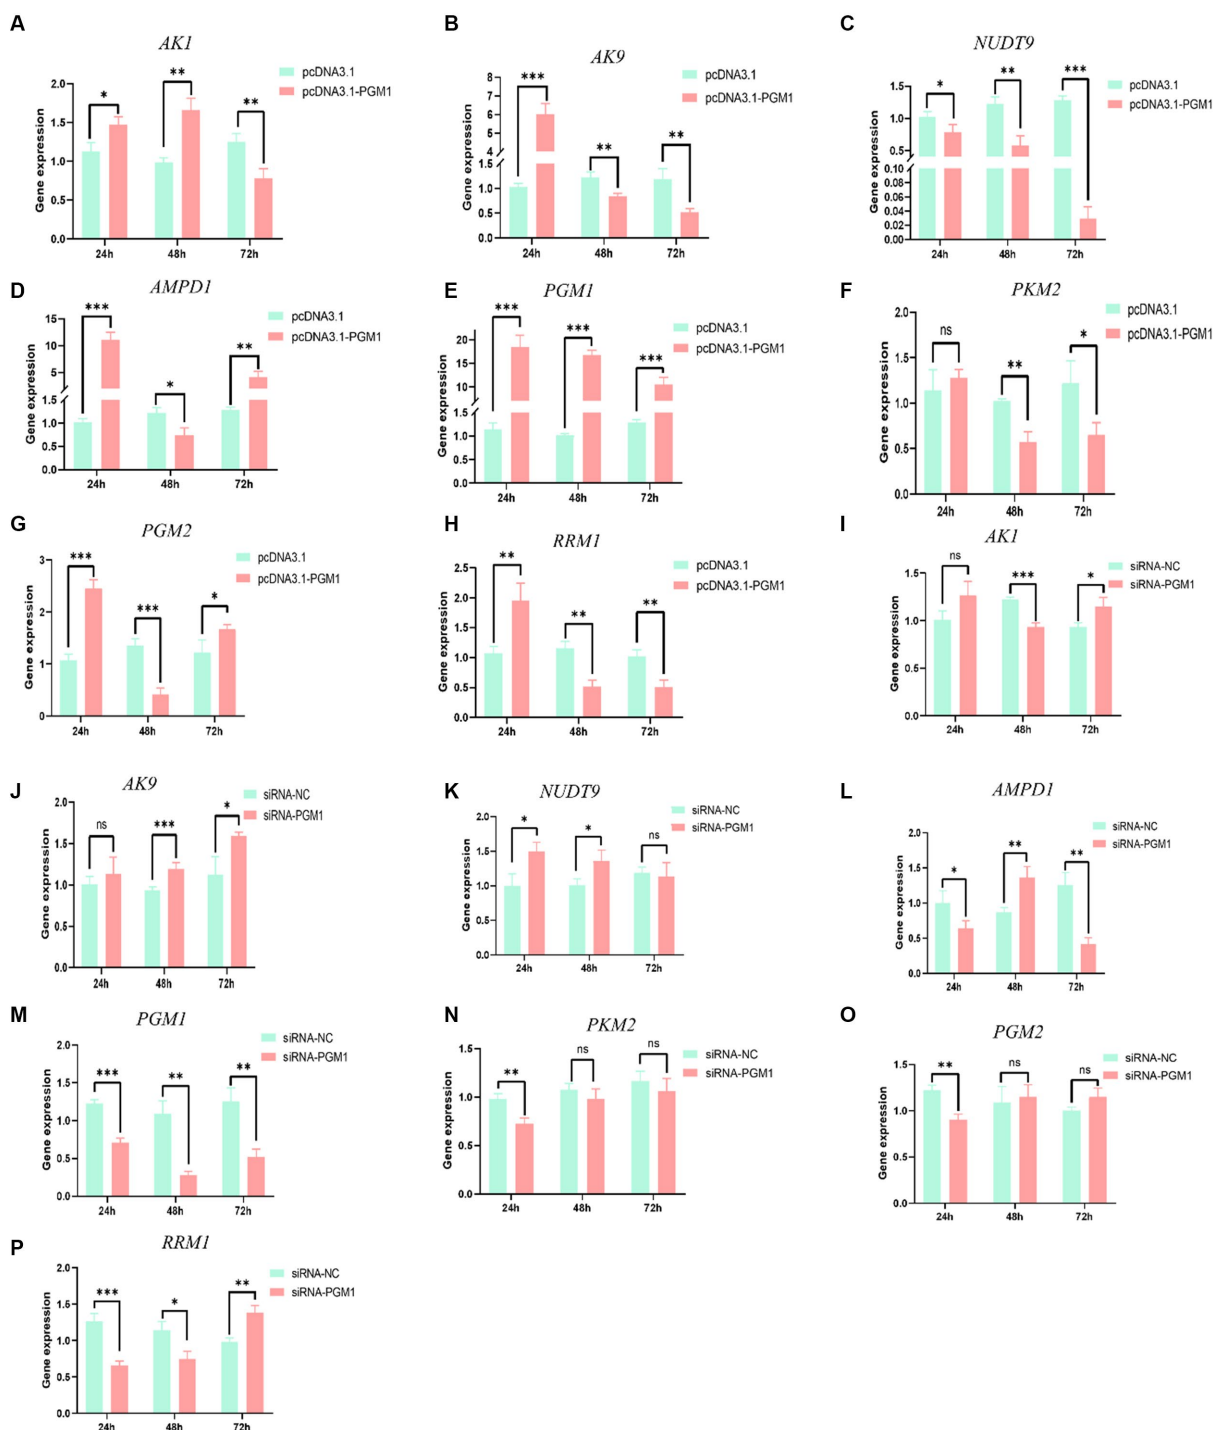 A
AK1
pcDNA3.1
pcDNA3.1-PGM1
Gene expression
2.0
1.5
1.0
0.5
0.0
* ** **
24h 48h 72h
B
AK9
pcDNA3.1
pcDNA3.1-PGM1
Gene expression
8
7
6
5
4
1.5
1.0
0.5
0.0
*** ** **
24h 48h 72h
C
NUDT9
pcDNA3.1
pcDNA3.1-PGM1
Gene expression
1.5
1.0
0.5
0.10
0.08
0.06
0.04
0.02
0.00
* ** ***
24h 48h 72h
D
AMPD1
pcDNA3.1
pcDNA3.1-PGM1
Gene expression
15
10
5
1.5
1.0
0.5
0.0
*** * **
24h 48h 72h
E
PGM1
pcDNA3.1
pcDNA3.1-PGM1
Gene expression
20
15
10
1.5
1.0
0.5
0.0
*** *** ***
24h 48h 72h
F
PKM2
pcDNA3.1
pcDNA3.1-PGM1
Gene expression
2.0
1.5
1.0
0.5
0.0
ns ** *
24h 48h 72h
G
PGM2
pcDNA3.1
pcDNA3.1-PGM1
Gene expression
3
2
1
0
*** *** *
24h 48h 72h
H
RRM1
pcDNA3.1
pcDNA3.1-PGM1
Gene expression
2.5
2.0
1.5
1.0
0.5
0.0
** ** **
24h 48h 72h
I
AK1
siRNA-NC
siRNA-PGM1
Gene expression
1.5
1.0
0.5
0.0
ns *** *
24h 48h 72h
J
AK9
siRNA-NC
siRNA-PGM1
Gene expression
2.0
1.5
1.0
0.5
0.0
ns *** *
24h 48h 72h
K
NUDT9
siRNA-NC
siRNA-PGM1
Gene expression
2.0
1.5
1.0
0.5
0.0
* * ns
24h 48h 72h
L
AMPD1
siRNA-NC
siRNA-PGM1
Gene expression
2.0
1.5
1.0
0.5
0.0
* ** **
24h 48h 72h
M
PGM1
siRNA-NC
siRNA-PGM1
Gene expression
2.0
1.5
1.0
0.5
0.0
*** ** **
24h 48h 72h
N
PKM2
siRNA-NC
siRNA-PGM1
Gene expression
1.5
1.0
0.5
0.0
** ns ns
24h 48h 72h
O
PGM2
siRNA-NC
siRNA-PGM1
Gene expression
1.5
1.0
0.5
0.0
** ns ns
24h 48h 72h
P
RRM1
siRNA-NC
siRNA-PGM1
Gene expression
2.0
1.5
1.0
0.5
0.0
*** * **
24h 48h 72h